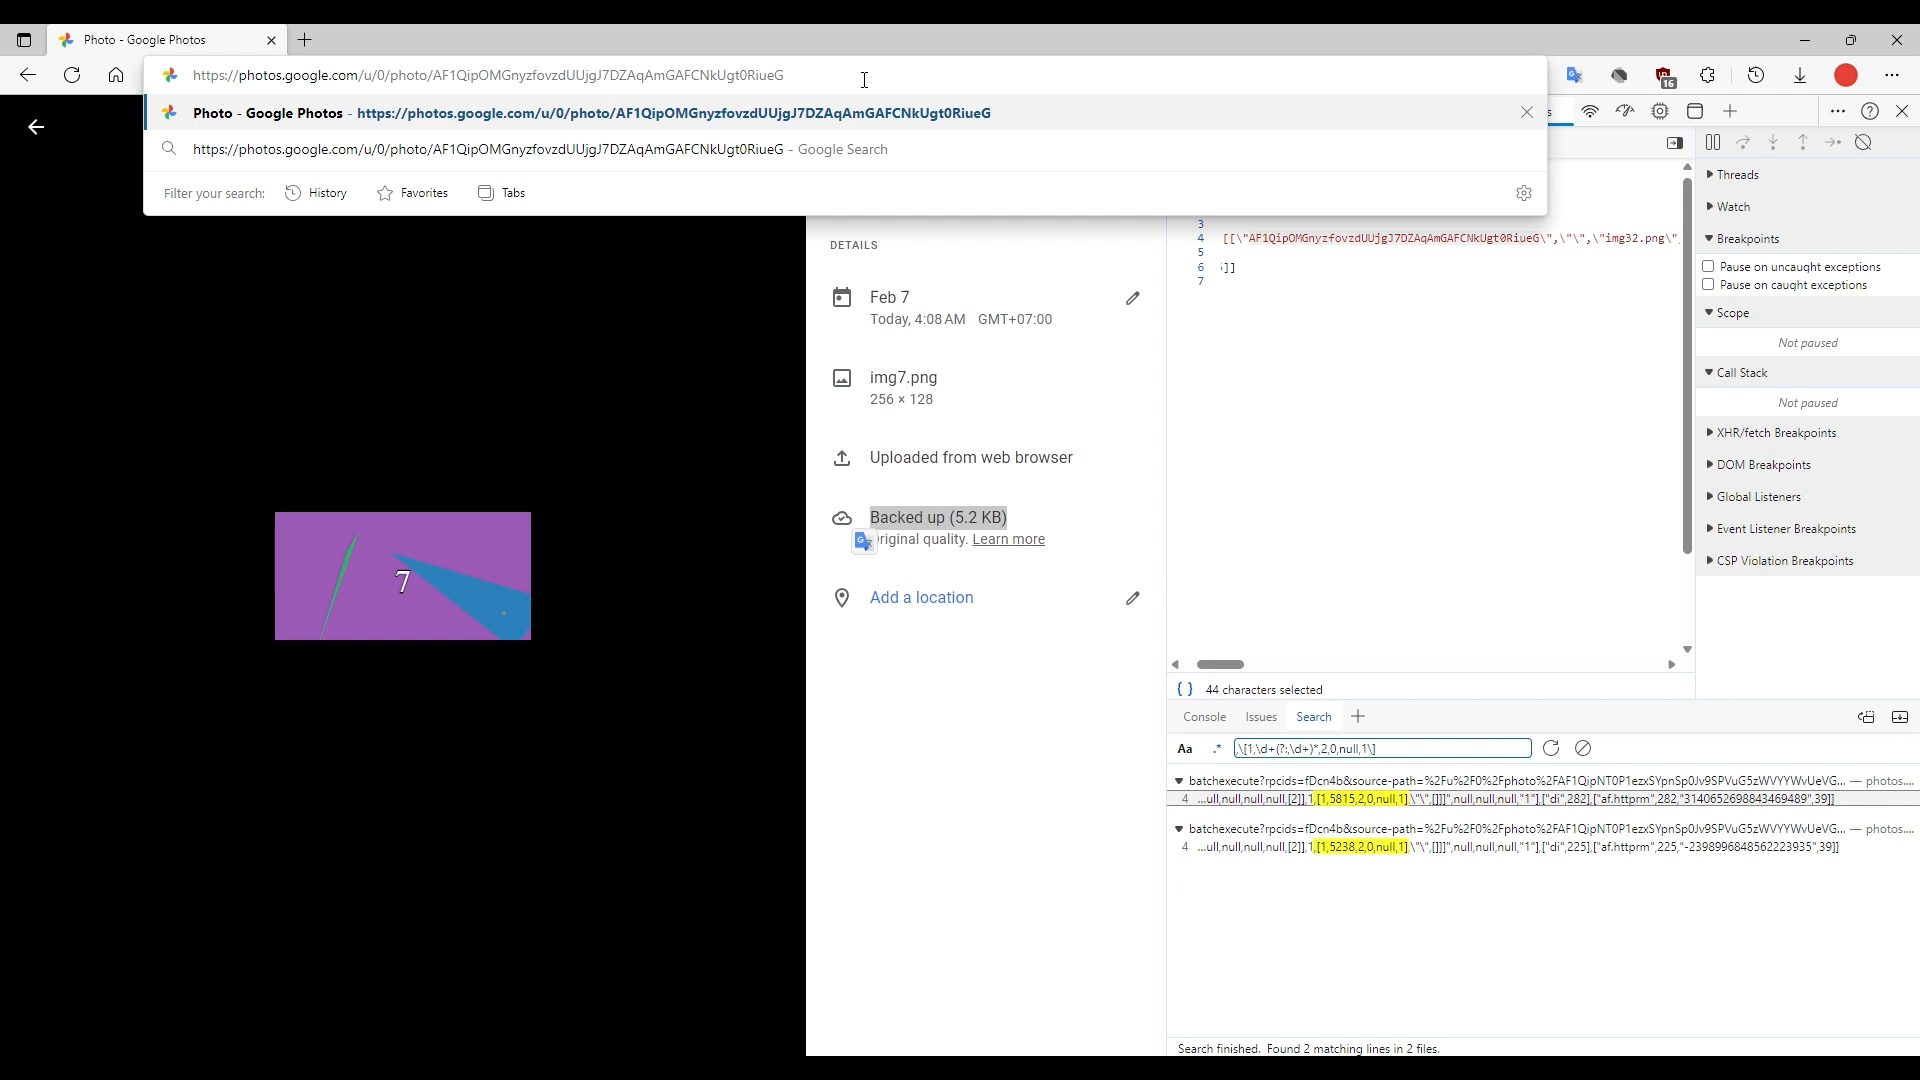 Photo - Google Photos
https://photos.google.com/u/0/photo/AF1QipOMGnyzfovzdUUjgJ7DZAqAmGAFCNkUgt0RiueG
16
Photo - Google Photos - https://photos.google.com/u/0/photo/AF1QipOMGnyzfovzdUUjgJ7DZAqAmGAFCNkUgt0RiueG
https://photos.google.com/u/0/photo/AF1QipOMGnyzfovzdUUjgJ7DZAqAmGAFCNkUgt0RiueG - Google Search
Filter your search: History Favorites Tabs
DETAILS
Feb 7
Today, 4:08 AM GMT+07:00
img7.png
256 × 128
Uploaded from web browser
Backed up (5.2 KB)
riginal quality. Learn more
Add a location
7
3
4 [[\"AF1QipOMGnyzfovzdUUjgJ7DZAqAmGAFCNkUgt0RiueG\",\"\",\"img32.png\"
5
6 ]]
7
{ } 44 characters selected
Threads
Watch
Breakpoints
Pause on uncaught exceptions
Pause on caught exceptions
Scope
Not paused
Call Stack
Not paused
XHR/fetch Breakpoints
DOM Breakpoints
Global Listeners
Event Listener Breakpoints
CSP Violation Breakpoints
Console Issues Search
Aa .* ,\[1,\d+(?:,\d+)*,2,0,null,1\]
batchexecute?rpcids=fDcn4b&source-path=%2Fu%2F0%2Fphoto%2FAF1QipNT0P1ezxSYpnSp0Jv9SPVuG5zWVYYWvUeVG... — photos....
4 ...ull,null,null,null,[2]],1,[1,5815,2,0,null,1],\"\",[]]]",null,null,null,"1"],["di",282],["af.httprm",282,"3140652698843469489",39]]
batchexecute?rpcids=fDcn4b&source-path=%2Fu%2F0%2Fphoto%2FAF1QipNT0P1ezxSYpnSp0Jv9SPVuG5zWVYYWvUeVG... — photos....
4 ...ull,null,null,null,[2]],1,[1,5238,2,0,null,1],\"\",[]]]",null,null,null,"1"],["di",225],["af.httprm",225,"-2398996848562223935",39]]
Search finished. Found 2 matching lines in 2 files.